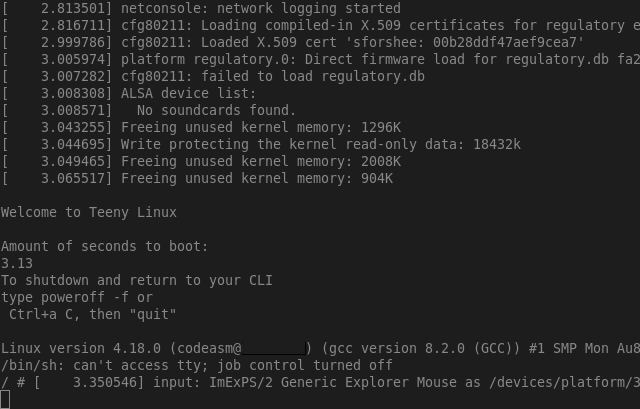 [    2.813501] netconsole: network logging started
[    2.816711] cfg80211: Loading compiled-in X.509 certificates for regulatory e
[    2.999786] cfg80211: Loaded X.509 cert 'sforshee: 00b28ddf47aef9cea7'
[    3.005974] platform regulatory.0: Direct firmware load for regulatory.db fa2
[    3.007282] cfg80211: failed to load regulatory.db
[    3.008308] ALSA device list:
[    3.008571]   No soundcards found.
[    3.043255] Freeing unused kernel memory: 1296K
[    3.044695] Write protecting the kernel read-only data: 18432k
[    3.049465] Freeing unused kernel memory: 2008K
[    3.065517] Freeing unused kernel memory: 904K
Welcome to Teeny Linux
Amount of seconds to boot:
3.13
To shutdown and return to your CLI
type poweroff -f or
 Ctrl+a C, then "quit"
Linux version 4.18.0 (codeasm@        ) (gcc version 8.2.0 (GCC)) #1 SMP Mon Au8
/bin/sh: can't access tty; job control turned off
/ # [    3.350546] input: ImExPS/2 Generic Explorer Mouse as /devices/platform/3